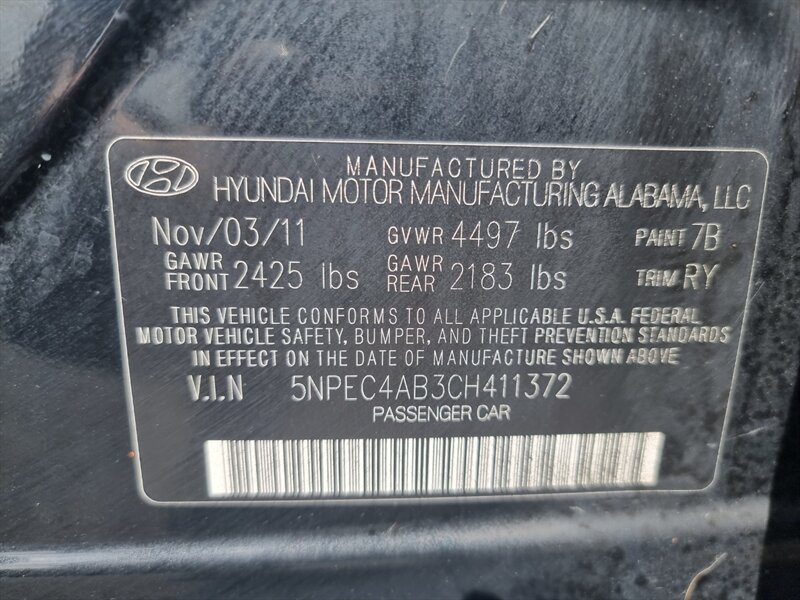 MANUFACTURED BY
HYUNDAI MOTOR MANUFACTURING ALABAMA, LLC
Nov/03/11 GVWR 4497 lbs PAINT 7B
GAWR FRONT 2425 lbs GAWR REAR 2183 lbs TRIM RY
THIS VEHICLE CONFORMS TO ALL APPLICABLE U.S.A. FEDERAL
MOTOR VEHICLE SAFETY, BUMPER, AND THEFT PREVENTION STANDARDS
IN EFFECT ON THE DATE OF MANUFACTURE SHOWN ABOVE
V.I.N 5NPEC4AB3CH411372
PASSENGER CAR